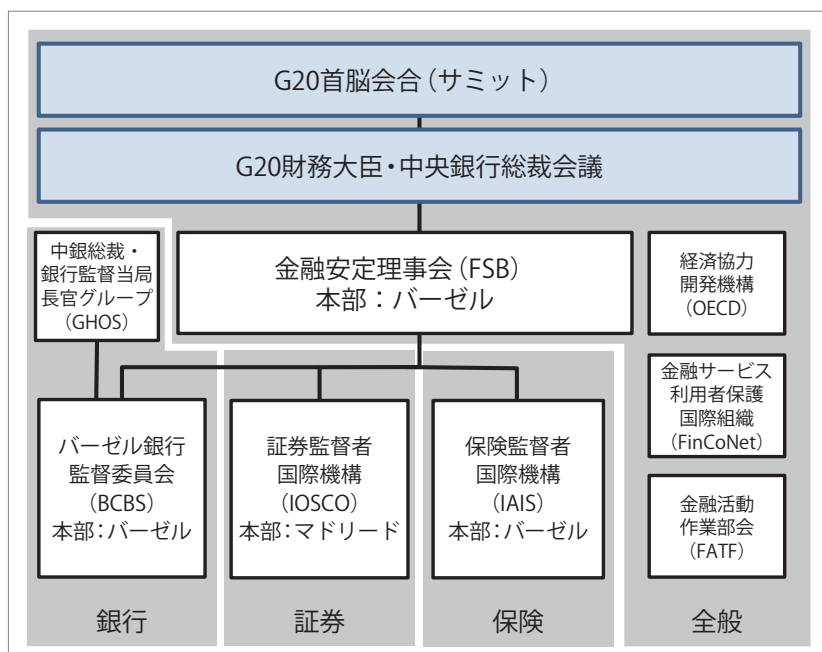 G20首脳会合（サミット）
G20財務大臣・中央銀行総裁会議
中銀総裁・
銀行監督当局
長官グループ
(GHOS)
金融安定理事会（FSB）
本部：バーゼル
経済協力
開発機構
(OECD)
金融サービス
利用者保護
国際組織
(FinCoNet)
バーゼル銀行
監督委員会
(BCBS)
本部：バーゼル
証券監督者
国際機構
(IOSCO)
本部：マドリード
保険監督者
国際機構
(IAIS)
本部：バーゼル
金融活動
作業部会
(FATF)
銀行
証券
保険
全般